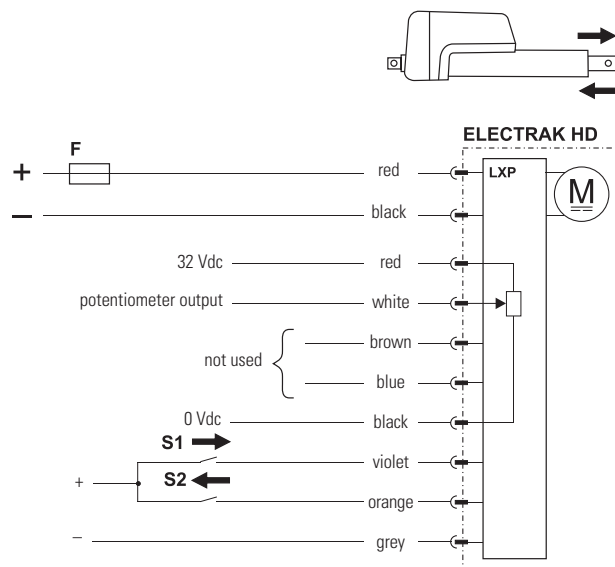 ELECTRAK HD
F
+ red LXP M
– black
32 Vdc red
potentiometer output white
brown
not used
blue
0 Vdc black
S1
violet
S2
+
orange
– grey